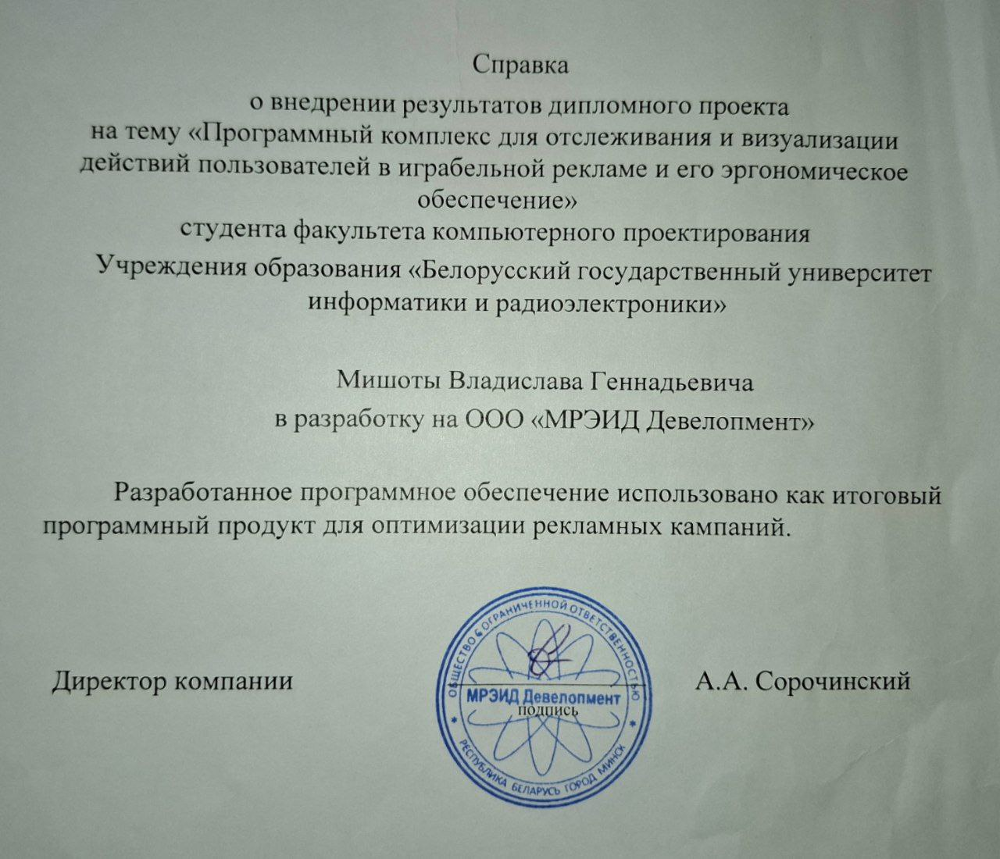 Справка
о внедрении результатов дипломного проекта
на тему «Программный комплекс для отслеживания и визуализации
действий пользователей в играбельной рекламе и его эргономическое
обеспечение»
студента факультета компьютерного проектирования
Учреждения образования «Белорусский государственный университет
информатики и радиоэлектроники»
Мишоты Владислава Геннадьевича
в разработку на ООО «МРЭИД Девелопмент»
Разработанное программное обеспечение использовано как итоговый
программный продукт для оптимизации рекламных кампаний.
ОБЩЕСТВО С ОГРАНИЧЕННОЙ ОТВЕТСТВЕННОСТЬЮ
Директор компании
А.А. Сорочинский
МРЭИД Девелопмент
подпись
РЕСПУБЛИКА БЕЛАРУСЬ ГОРОД МИНСК